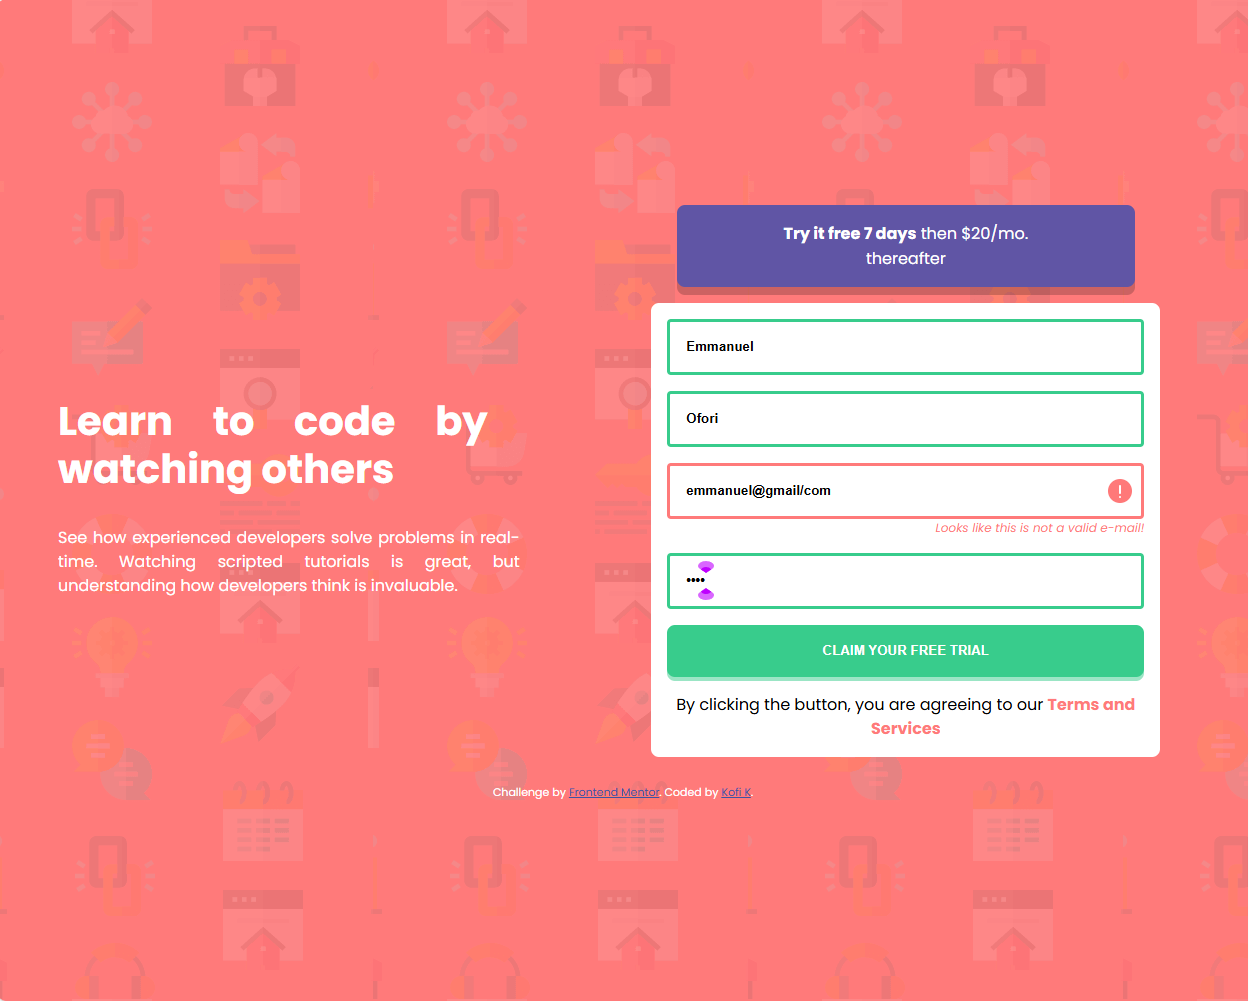 Learn to code by
watching others
See how experienced developers solve problems in real-
time. Watching scripted tutorials is great, but
understanding how developers think is invaluable.
Try it free 7 days then $20/mo.
thereafter
Emmanuel
Ofori
emmanuel@gmail/com
!
Looks like this is not a valid e-mail!
••••
CLAIM YOUR FREE TRIAL
By clicking the button, you are agreeing to our Terms and
Services
Challenge by Frontend Mentor. Coded by Kofi K.